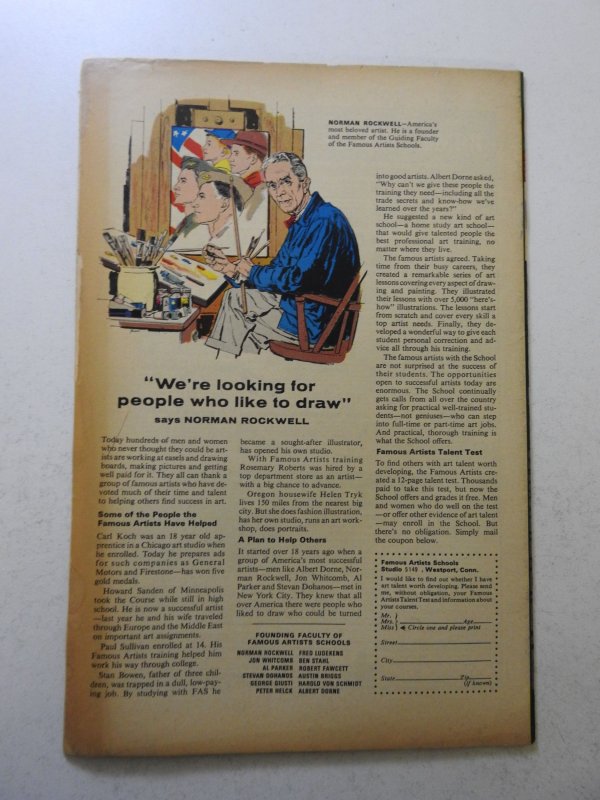 NORMAN ROCKWELL—America's
most beloved artist. He is a founder
and member of the Guiding Faculty
of the Famous Artists Schools.
"We're looking for
people who like to draw"
says NORMAN ROCKWELL
Today hundreds of men and women
who never thought they could be art-
ists are working at easels and drawing
boards, making pictures and getting
well paid for it. They all can thank a
group of famous artists who have de-
voted much of their time and talent
to helping others find success in art.
Some of the People the
Famous Artists Have Helped
Carl Koch was an 18 year old ap-
prentice in a Chicago art studio when
he enrolled. Today he prepares ads
for such companies as General
Motors and Firestone—has won five
gold medals.
Howard Sanden of Minneapolis
took the Course while still in high
school. He is now a successful artist
—last year he and his wife traveled
through Europe and the Middle East
on important art assignments.
Paul Sullivan enrolled at 14. His
Famous Artists training helped him
work his way through college.
Stan Bowen, father of three chil-
dren, was trapped in a dull, low-pay-
ing job. By studying with FAS he
became a sought-after illustrator,
has opened his own studio.
With Famous Artists training
Rosemary Roberts was hired by a
top department store as an artist—
with a big chance to advance.
Oregon housewife Helen Tryk
lives 150 miles from the nearest big
city. But she does fashion illustration,
has her own studio, runs an art work-
shop, does portraits.
A Plan to Help Others
It started over 18 years ago when a
group of America's most successful
artists—men like Albert Dorne, Nor-
man Rockwell, Jon Whitcomb, Al
Parker and Stevan Dohanos—met in
New York City. They knew that all
over America there were people who
liked to draw who could be turned
FOUNDING FACULTY OF
FAMOUS ARTISTS SCHOOLS
NORMAN ROCKWELL FRED LUDEKENS
JON WHITCOMB BEN STAHL
AL PARKER ROBERT FAWCETT
STEVAN DOHANOS AUSTIN BRIGGS
GEORGE GIUSTI HAROLD VON SCHMIDT
PETER HELCK ALBERT DORNE
into good artists. Albert Dorne asked,
"Why can't we give these people the
training they need—including all the
trade secrets and know-how we've
learned over the years?"
He suggested a new kind of art
school—a home study art school—
that would give talented people the
best professional art training, no
matter where they live.
The famous artists agreed. Taking
time from their busy careers, they
created a remarkable series of art
lessons covering every aspect of draw-
ing and painting. They illustrated
their lessons with over 5,000 "here's-
how" illustrations. The lessons start
from scratch and cover every skill a
top artist needs. Finally, they de-
veloped a wonderful way to give each
student personal correction and ad-
vice all through his training.
The famous artists with the School
are not surprised at the success of
their students. The opportunities
open to successful artists today are
enormous. The School continually
gets calls from all over the country
asking for practical well-trained stu-
dents—not geniuses—who can step
into full-time or part-time art jobs.
And practical, thorough training is
what the School offers.
Famous Artists Talent Test
To find others with art talent worth
developing, the Famous Artists cre-
ated a 12-page talent test. Thousands
paid to take this test, but now the
School offers and grades it free. Men
and women who do well on the test
—or offer other evidence of art talent
—may enroll in the School. But
there's no obligation. Simply mail
the coupon below.
Famous Artists Schools
Studio 5149 , Westport, Conn.
I would like to find out whether I have
art talent worth developing. Please send
me, without obligation, your Famous
Artists Talent Test and information about
your courses.
Mr.
Mrs. Age
Miss Circle one and please print
Street
City
State Zip
(if known)